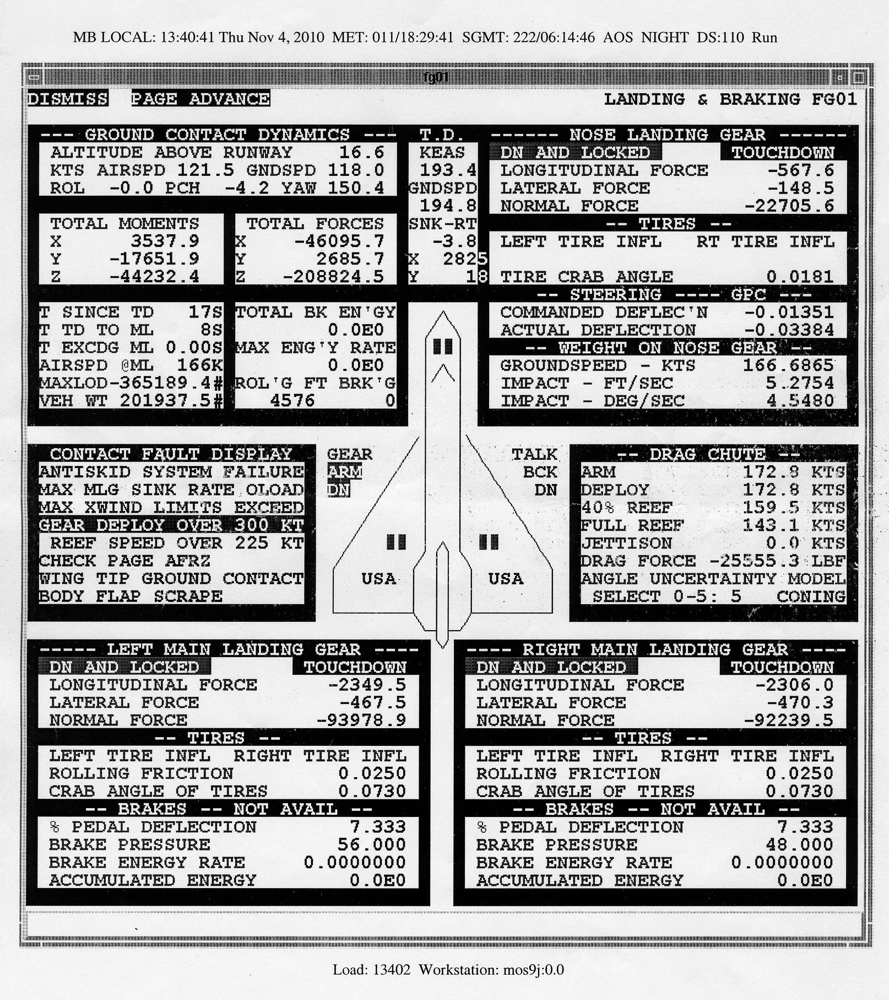 MB LOCAL: 13:40:41 Thu Nov 4, 2010 MET: 011/18:29:41 SGMT: 222/06:14:46 AOS NIGHT DS:110 Run
fg01
DISMISS PAGE ADVANCE LANDING & BRAKING FG01
--- GROUND CONTACT DYNAMICS ---
ALTITUDE ABOVE RUNWAY 16.6
KTS AIRSPD 121.5 GNDSPD 118.0
ROL -0.0 PCH -4.2 YAW 150.4
TOTAL MOMENTS
X 3537.9
Y -17651.9
Z -44232.4
TOTAL FORCES
X -46095.7
Y 2685.7
Z -208824.5
T SINCE TD 17S
T TD TO ML 8S
T EXCDG ML 0.00S
AIRSPD @ML 166K
MAXLOD-365189.4#
VEH WT 201937.5#
TOTAL BK EN'GY
0.0E0
MAX ENG'Y RATE
0.0E0
ROL'G FT BRK'G
4576 0
T.D.
KEAS
193.4
GNDSPD
194.8
SNK-RT
-3.8
X 2825
Y 18
------ NOSE LANDING GEAR ------
DN AND LOCKED TOUCHDOWN
LONGITUDINAL FORCE -567.6
LATERAL FORCE -148.5
NORMAL FORCE -22705.6
-- TIRES --
LEFT TIRE INFL RT TIRE INFL
TIRE CRAB ANGLE 0.0181
-- STEERING ---- GPC ---
COMMANDED DEFLEC'N -0.01351
ACTUAL DEFLECTION -0.03384
-- WEIGHT ON NOSE GEAR --
GROUNDSPEED - KTS 166.6865
IMPACT - FT/SEC 5.2754
IMPACT - DEG/SEC 4.5480
CONTACT FAULT DISPLAY
ANTISKID SYSTEM FAILURE
MAX MLG SINK RATE OLOAD
MAX XWIND LIMITS EXCEED
GEAR DEPLOY OVER 300 KT
REEF SPEED OVER 225 KT
CHECK PAGE AFRZ
WING TIP GROUND CONTACT
BODY FLAP SCRAPE
GEAR
ARM
DN
TALK
BCK
DN
USA USA
-- DRAG CHUTE --
ARM 172.8 KTS
DEPLOY 172.8 KTS
40% REEF 159.5 KTS
FULL REEF 143.1 KTS
JETTISON 0.0 KTS
DRAG FORCE -25555.3 LBF
ANGLE UNCERTAINTY MODEL
SELECT 0-5: 5 CONING
----- LEFT MAIN LANDING GEAR ----
DN AND LOCKED TOUCHDOWN
LONGITUDINAL FORCE -2349.5
LATERAL FORCE -467.5
NORMAL FORCE -93978.9
-- TIRES --
LEFT TIRE INFL RIGHT TIRE INFL
ROLLING FRICTION 0.0250
CRAB ANGLE OF TIRES 0.0730
-- BRAKES -- NOT AVAIL --
% PEDAL DEFLECTION 7.333
BRAKE PRESSURE 56.000
BRAKE ENERGY RATE 0.0000000
ACCUMULATED ENERGY 0.0E0
---- RIGHT MAIN LANDING GEAR ----
DN AND LOCKED TOUCHDOWN
LONGITUDINAL FORCE -2306.0
LATERAL FORCE -470.3
NORMAL FORCE -92239.5
-- TIRES --
LEFT TIRE INFL RIGHT TIRE INFL
ROLLING FRICTION 0.0250
CRAB ANGLE OF TIRES 0.0730
-- BRAKES -- NOT AVAIL --
% PEDAL DEFLECTION 7.333
BRAKE PRESSURE 48.000
BRAKE ENERGY RATE 0.0000000
ACCUMULATED ENERGY 0.0E0
Load: 13402 Workstation: mos9j:0.0